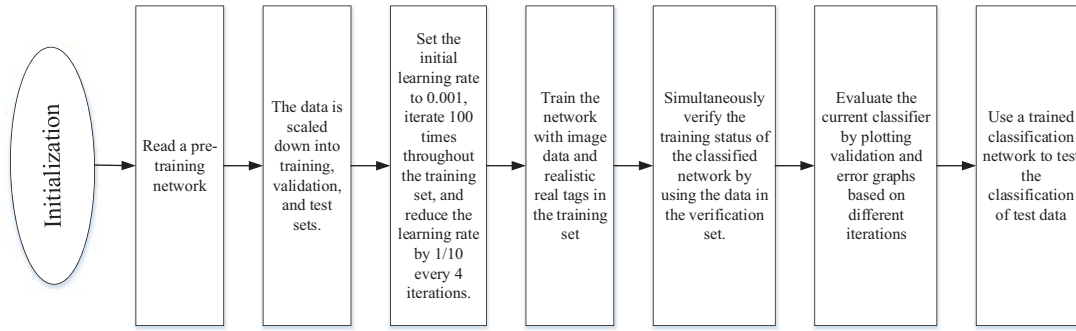 Initialization
Read a pre-
training
network
The data is
scaled
down into
training,
validation,
and test
sets.
Set the
initial
learning rate
to 0.001,
iterate 100
times
throughout
the training
set, and
reduce the
learning rate
by 1/10
every 4
iterations.
Train the
network
with image
data and
realistic
real tags in
the training
set
Simultaneously
verify the
training status of
the classified
network by
using the data in
the verification
set.
Evaluate the
current classifier
by plotting
validation and
error graphs
based on
different
iterations
Use a trained
classification
network to test
the
classification
of test data